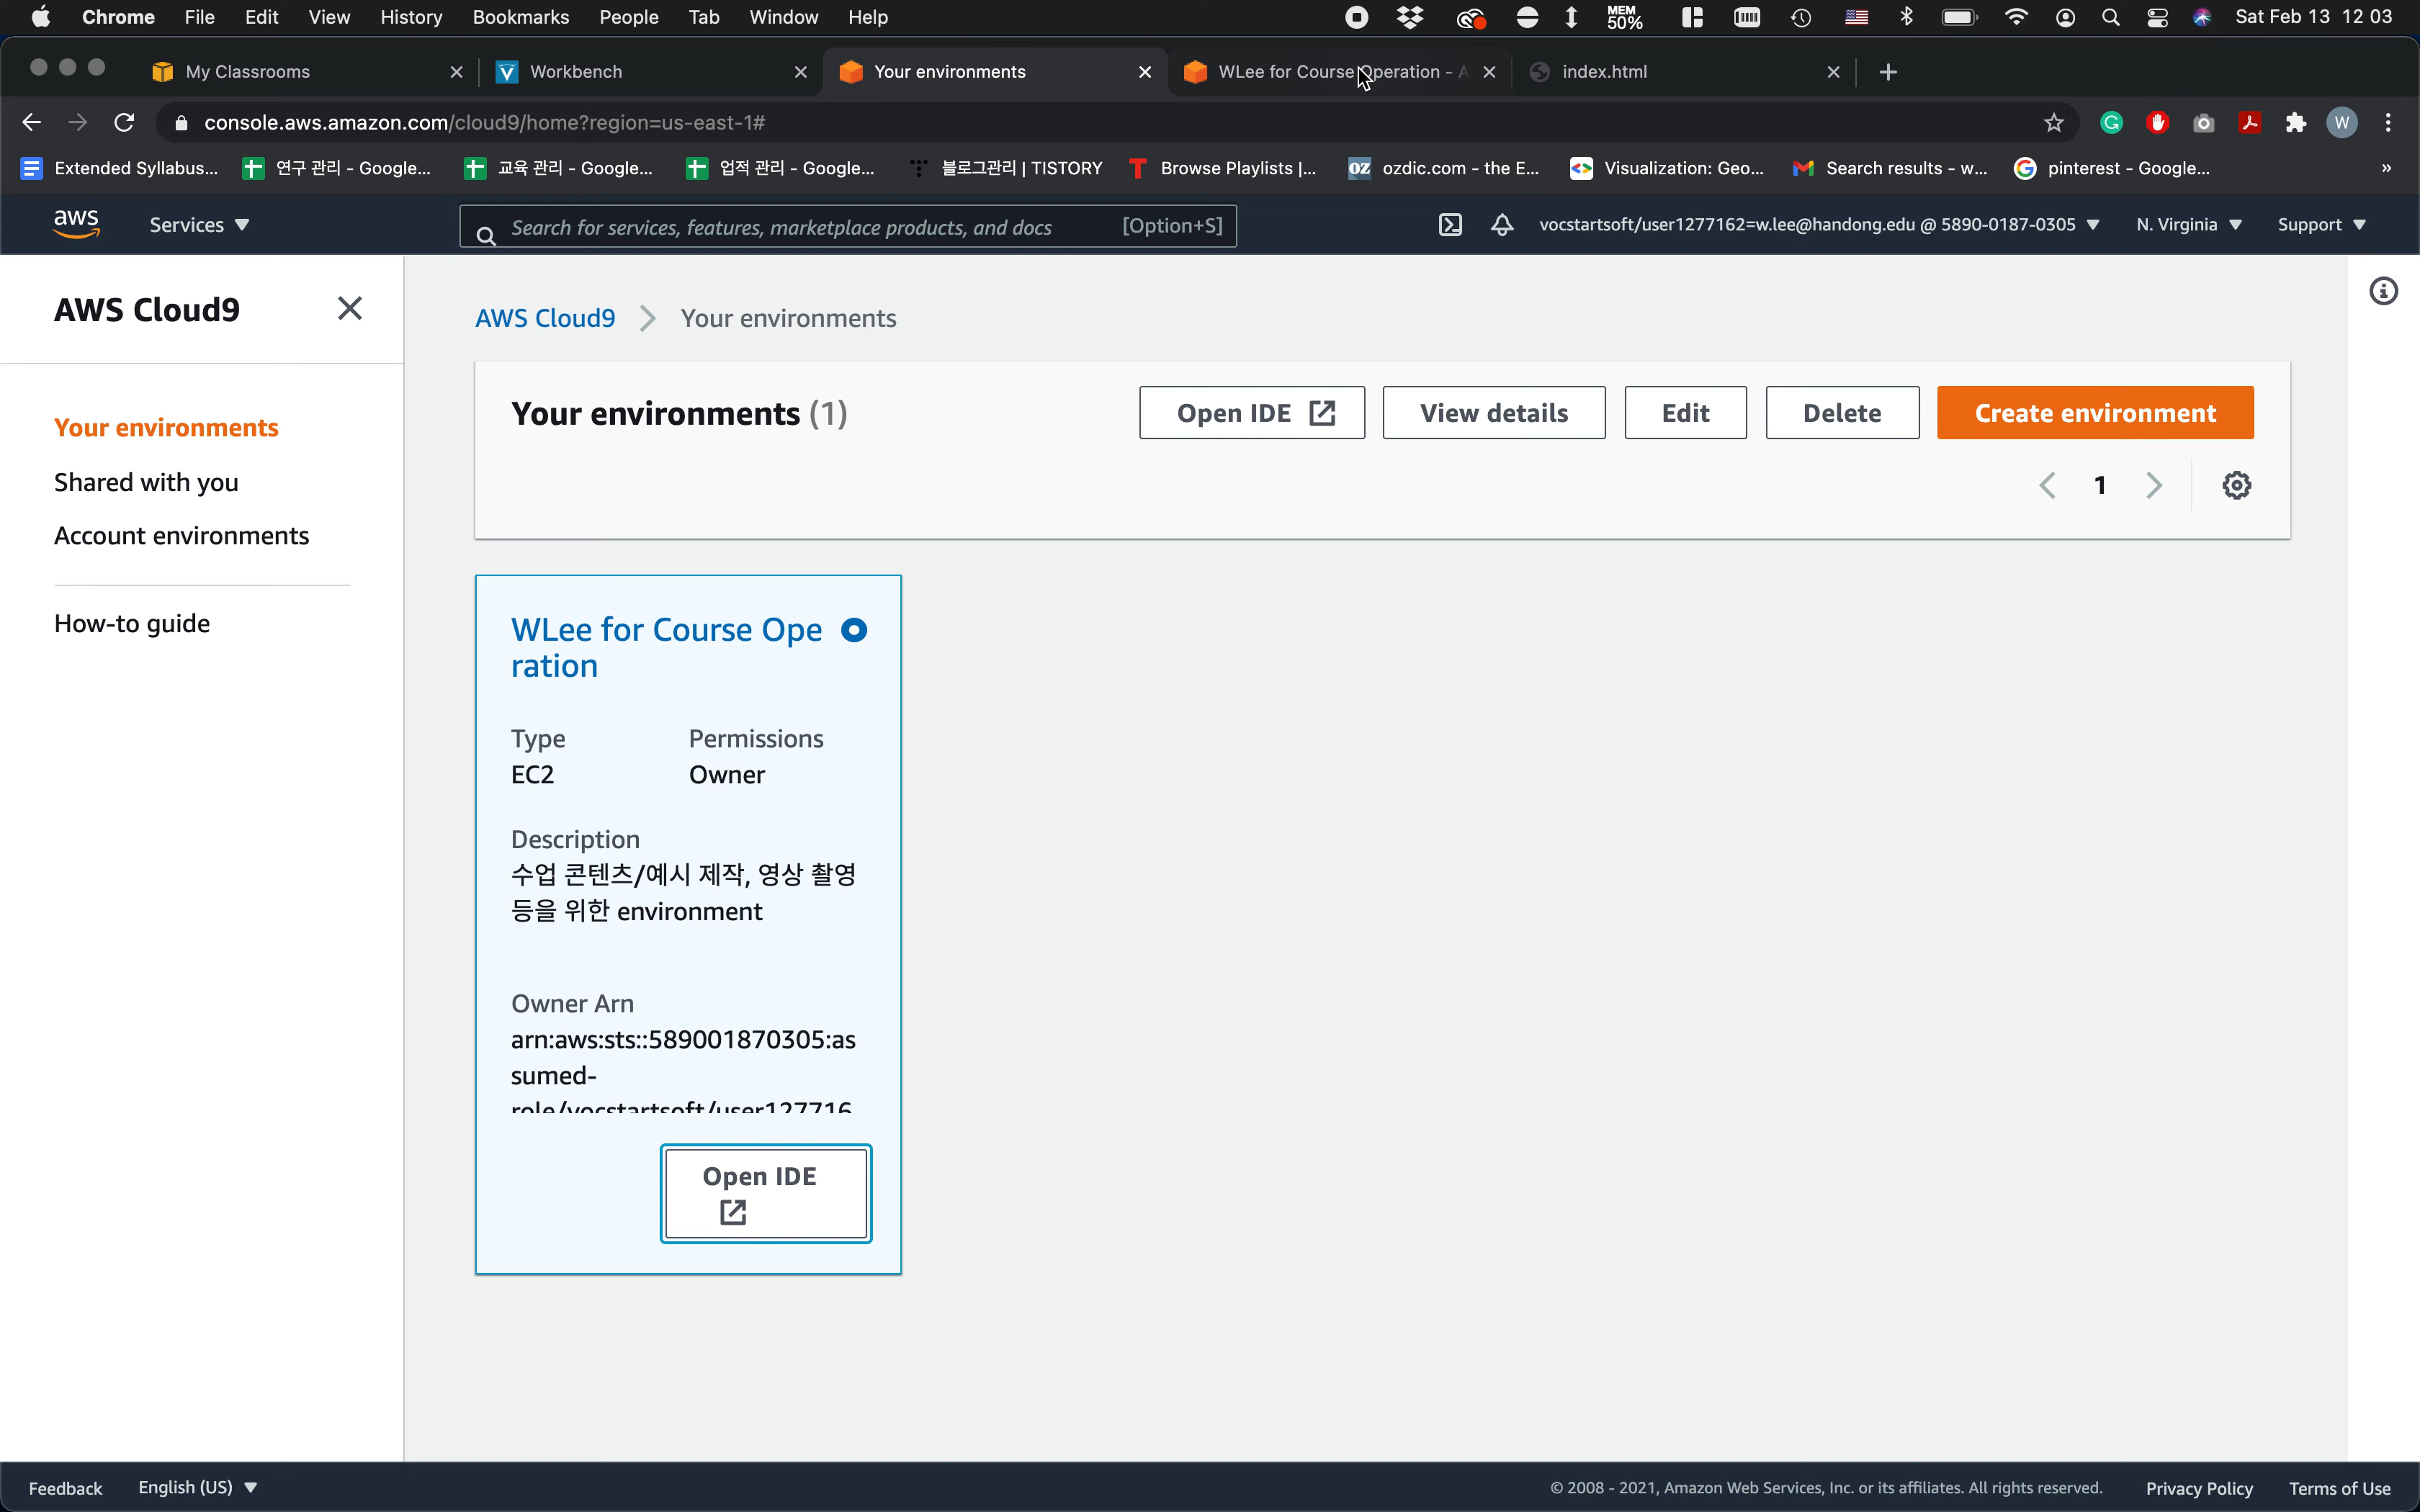 Chrome File Edit View History Bookmarks People Tab Window Help MEM 50% Sat Feb 13 12 03
My Classrooms Workbench Your environments WLee for Course Operation - A index.html
console.aws.amazon.com/cloud9/home?region=us-east-1# W
Extended Syllabus... 연구 관리 - Google... 교육 관리 - Google... 업적 관리 - Google... 블로그관리 | TISTORY Browse Playlists |... ozdic.com - the E... Visualization: Geo... Search results - w... pinterest - Google... »
aws Services Search for services, features, marketplace products, and docs [Option+S] vocstartsoft/user1277162=w.lee@handong.edu @ 5890-0187-0305 N. Virginia Support
AWS Cloud9
Your environments
Shared with you
Account environments
How-to guide
AWS Cloud9 > Your environments
Your environments (1) Open IDE View details Edit Delete Create environment
< 1 >
WLee for Course Ope
ration
Type Permissions
EC2 Owner
Description
수업 콘텐츠/예시 제작, 영상 촬영
등을 위한 environment
Owner Arn
arn:aws:sts::589001870305:as
sumed-
role/vocstartsoft/user127716
Open IDE
Feedback English (US) © 2008 - 2021, Amazon Web Services, Inc. or its affiliates. All rights reserved. Privacy Policy Terms of Use